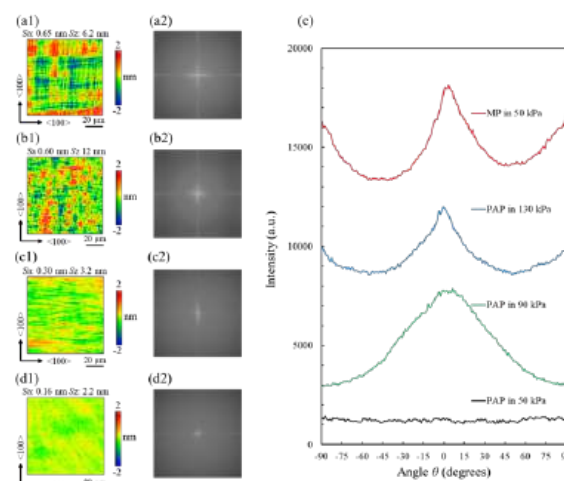 (a1)
Sa 0.65 nm Sz 6.2 nm
2
nm
-2
<100>
<100>
20 μm
(a2)
(b1)
Sa 0.60 nm Sz 12 nm
2
nm
-2
<100>
<100>
20 μm
(b2)
(c1)
Sa 0.30 nm Sz 3.2 nm
2
nm
-2
<100>
<100>
20 μm
(c2)
(d1)
Sa 0.16 nm Sz 2.2 nm
2
nm
-2
<100>
(d2)
(e)
20000
15000
10000
5000
0
Intensity (a.u.)
MP in 50 kPa
PAP in 130 kPa
PAP in 90 kPa
PAP in 50 kPa
-90 -75 -60 -45 -30 -15 0 15 30 45 60 75 90
Angle θ (degrees)